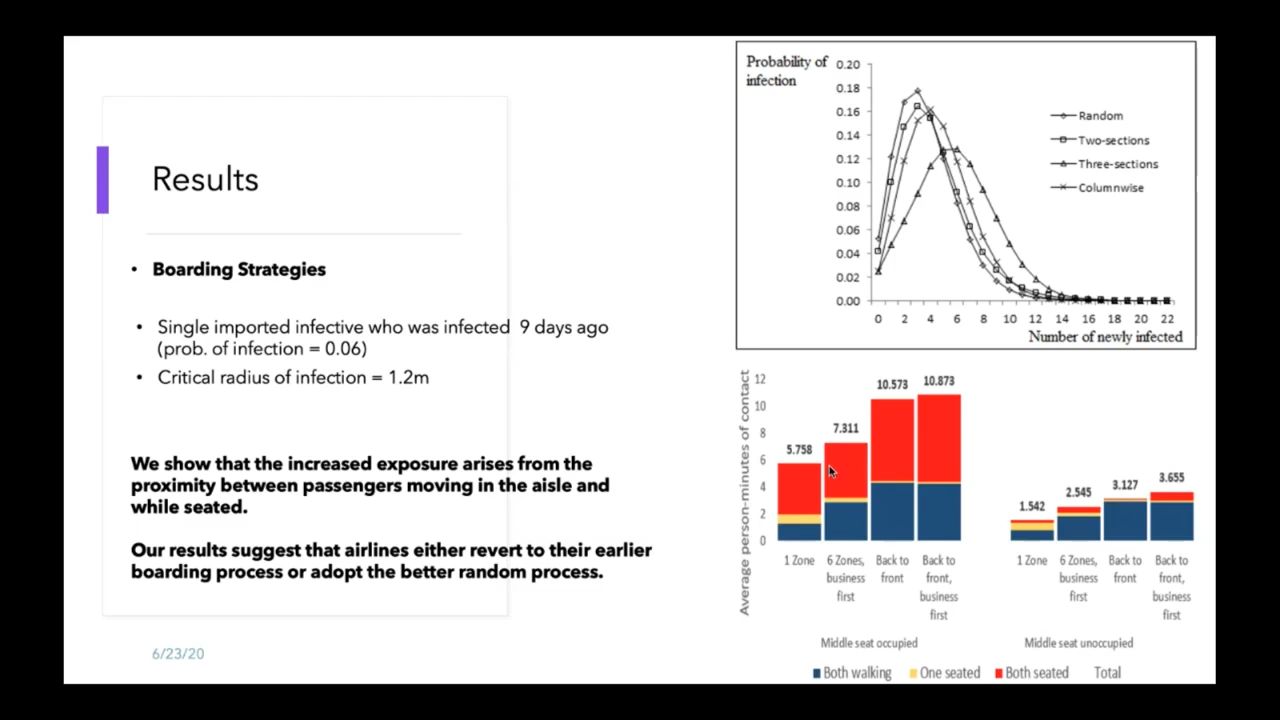 Results
• Boarding Strategies
• Single imported infective who was infected 9 days ago
(prob. of infection = 0.06)
• Critical radius of infection = 1.2m
We show that the increased exposure arises from the
proximity between passengers moving in the aisle and
while seated.
Our results suggest that airlines either revert to their earlier
boarding process or adopt the better random process.
6/23/20
Probability of
infection
0.20
0.18
0.16
0.14
0.12
0.10
0.08
0.06
0.04
0.02
0.00
0 2 4 6 8 10 12 14 16 18 20 22
Number of newly infected
Random
Two-sections
Three-sections
Columnwise
Average person-minutes of contact
12
10
8
6
4
2
0
5.758
7.311
10.573
10.873
1.542
2.545
3.127
3.655
1 Zone
6 Zones,
business
first
Back to
front
Back to
front,
business
first
1 Zone
6 Zones,
business
first
Back to
front
Back to
front,
business
first
Middle seat occupied
Middle seat unoccupied
Both walking One seated Both seated Total